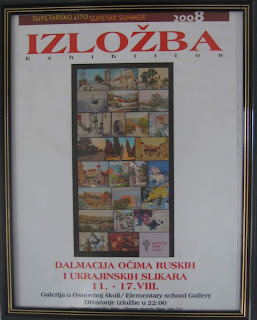 SUPETARSKO LITO SUPETAR SUMMER 2008
IZLOŽBA
Exhibition
DALMACIJA OČIMA RUSKIH
I UKRAJINSKIH SLIKARA
11. - 17.VIII.
Galerija u Osnovnoj školi/ Elementary school Gallery
Otvaranje izložbe u 22:00